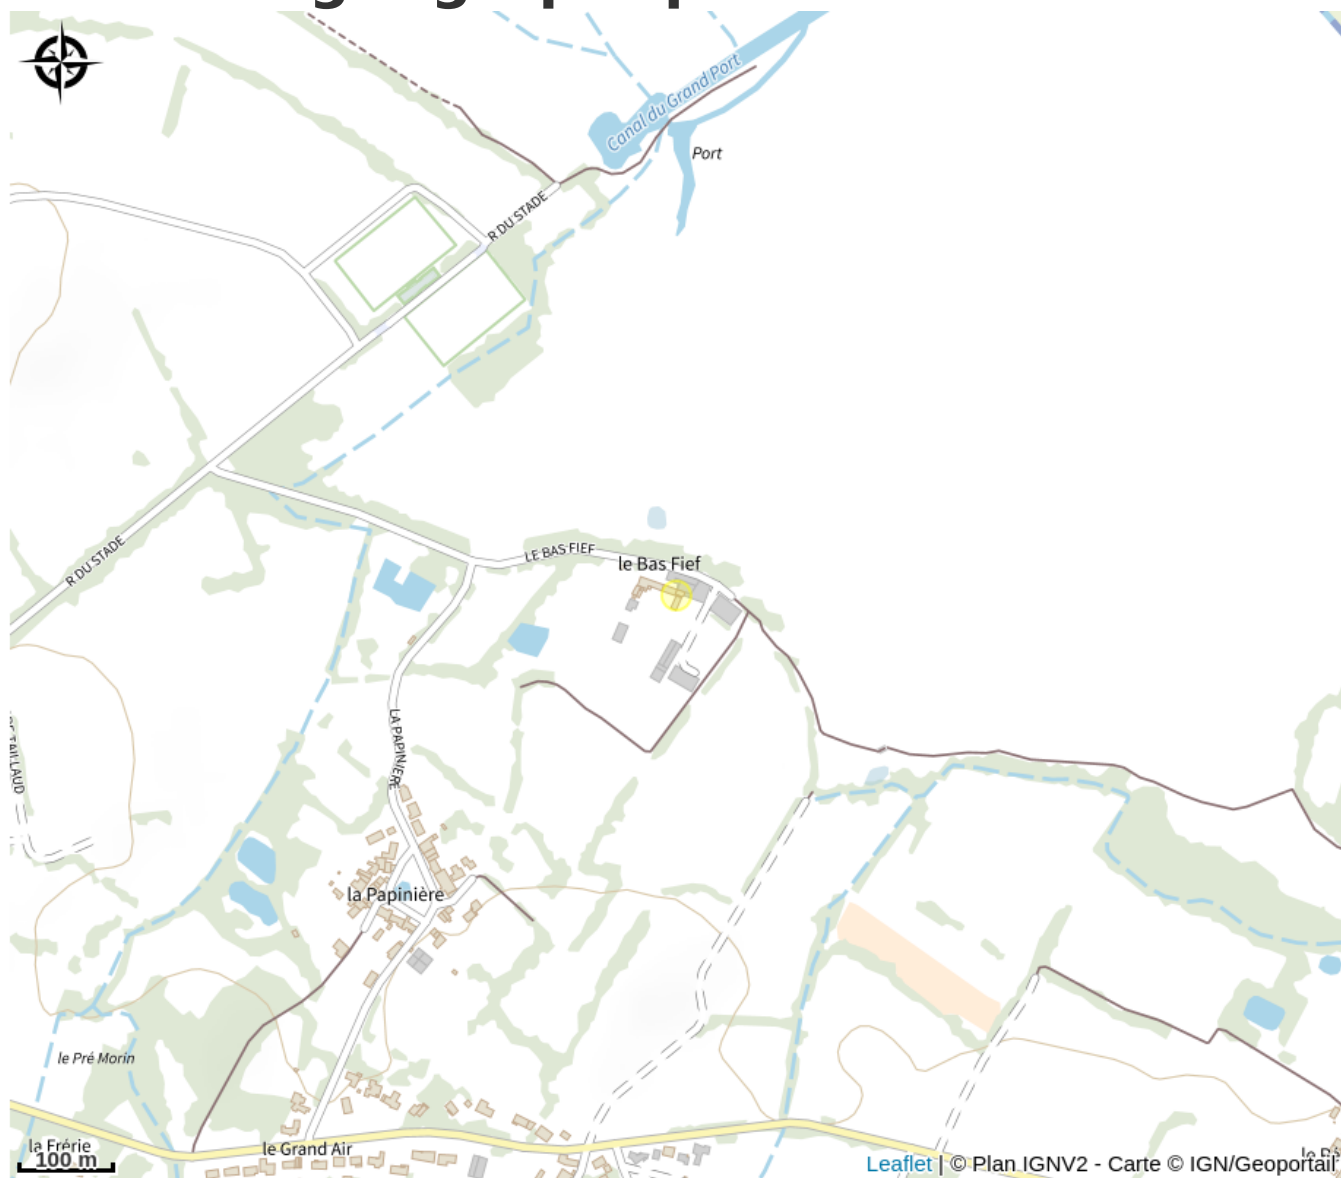 Canal du Grand Port
Port
R DU STADE
R DU STADE
LE BAS FIEF
le Bas Fief
LA PAPINIÈRE
la Papinière
le Pré Morin
la Frérie
le Grand Air
100 m
Leaflet | © Plan IGNV2 - Carte © IGN/Geoportail